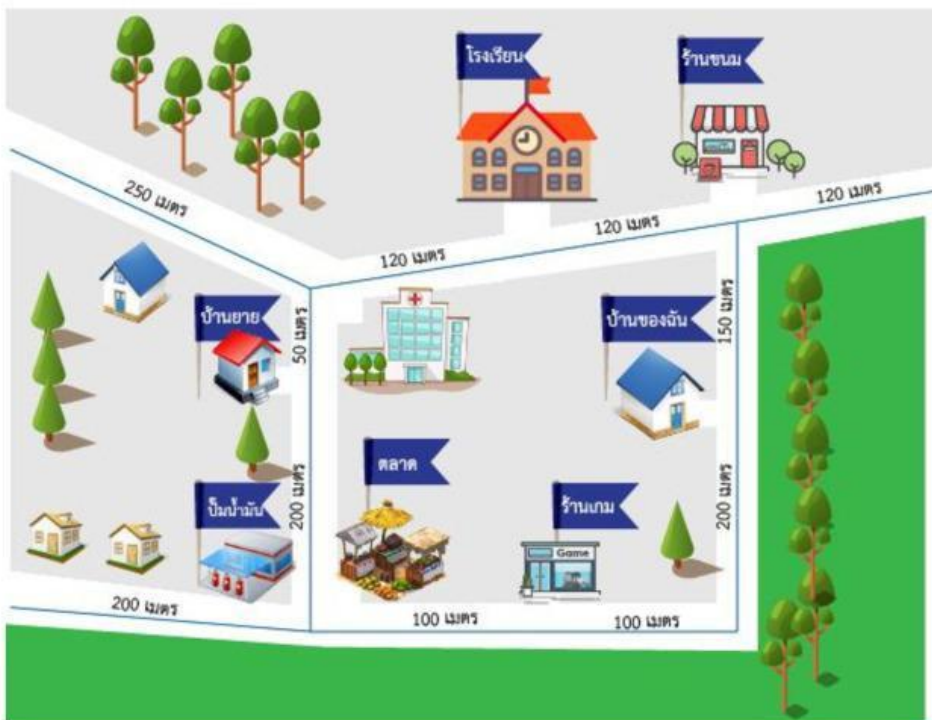 โรงเรียน
ร้านขนม
250 เมตร
120 เมตร
120 เมตร
120 เมตร
บ้านยาย
50 เมตร
บ้านของฉัน
150 เมตร
ตลาด
ปั๊มน้ำมัน
200 เมตร
ร้านเกม
200 เมตร
Game
200 เมตร
100 เมตร
100 เมตร